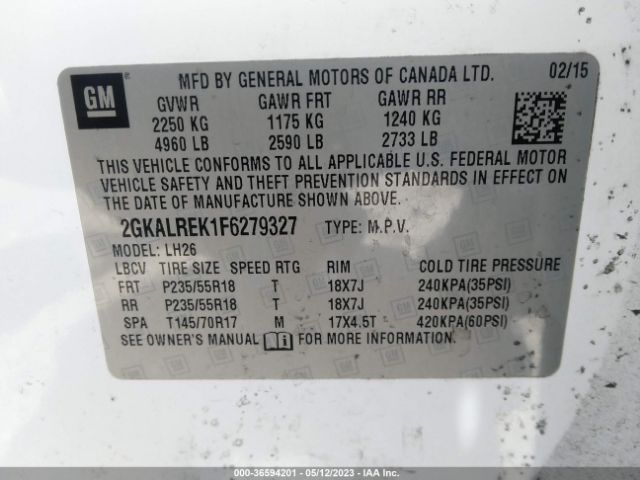 GM
MFD BY GENERAL MOTORS OF CANADA LTD. 02/15
GVWR GAWR FRT GAWR RR
2250 KG 1175 KG 1240 KG
4960 LB 2590 LB 2733 LB
THIS VEHICLE CONFORMS TO ALL APPLICABLE U.S. FEDERAL MOTOR
VEHICLE SAFETY AND THEFT PREVENTION STANDARDS IN EFFECT ON
THE DATE OF MANUFACTURE SHOWN ABOVE.
2GKALREK1F6279327 TYPE: M.P.V.
MODEL: LH26
LBCV TIRE SIZE SPEED RTG RIM COLD TIRE PRESSURE
FRT P235/55R18 T 18X7J 240KPA(35PSI)
RR P235/55R18 T 18X7J 240KPA(35PSI)
SPA T145/70R17 M 17X4.5T 420KPA(60PSI)
SEE OWNER'S MANUAL FOR MORE INFORMATION.
Stock#: 36594201 - 05/12/2023 - IAA Inc.